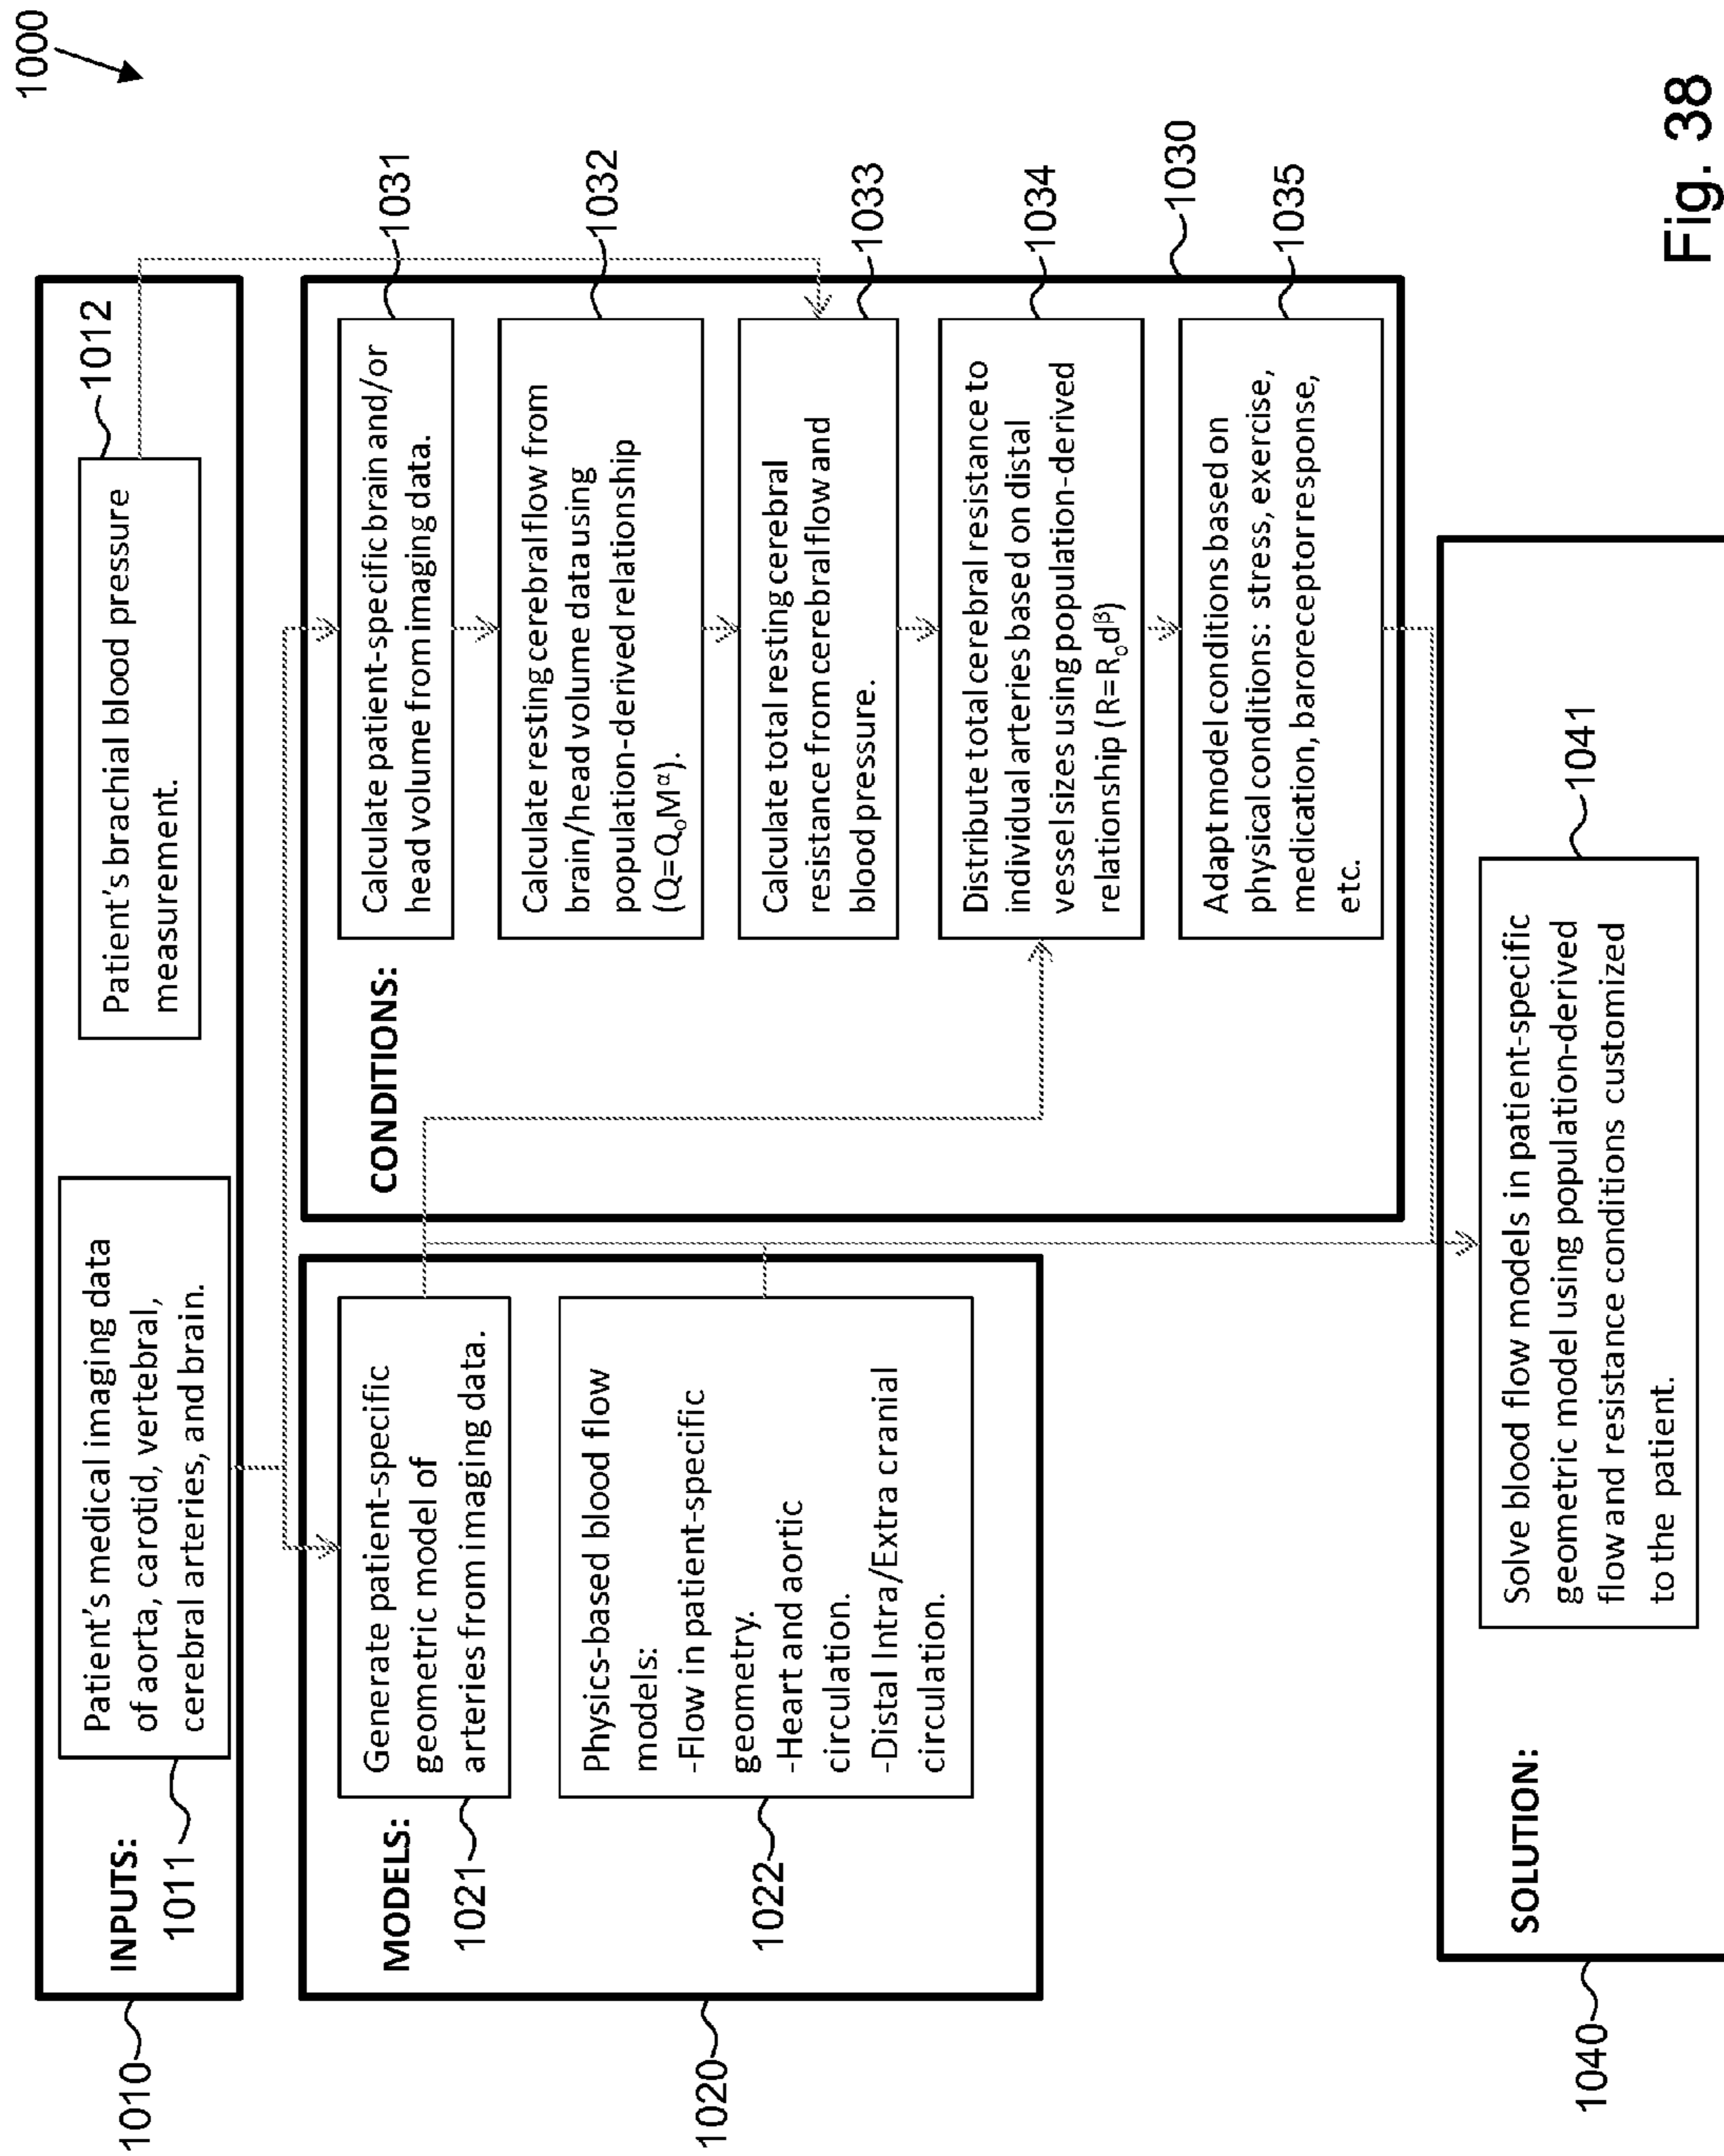 1000
INPUTS:
1010
1011
Patient's medical imaging data
of aorta, carotid, vertebral,
cerebral arteries, and brain.
1012
Patient's brachial blood pressure
measurement.
MODELS:
1020
1021
Generate patient-specific
geometric model of
arteries from imaging data.
1022
Physics-based blood flow
models:
-Flow in patient-specific
geometry.
-Heart and aortic
circulation.
-Distal Intra/Extra cranial
circulation.
CONDITIONS:
Calculate patient-specific brain and/or
head volume from imaging data.
1031
Calculate resting cerebral flow from
brain/head volume data using
population-derived relationship
(Q=Q₀M^α).
1032
Calculate total resting cerebral
resistance from cerebral flow and
blood pressure.
1033
Distribute total cerebral resistance to
individual arteries based on distal
vessel sizes using population-derived
relationship (R=R₀d^β)
1034
1030
Adapt model conditions based on
physical conditions: stress, exercise,
medication, baroreceptor response,
etc.
1035
SOLUTION:
1040
1041
Solve blood flow models in patient-specific
geometric model using population-derived
flow and resistance conditions customized
to the patient.
Fig. 38